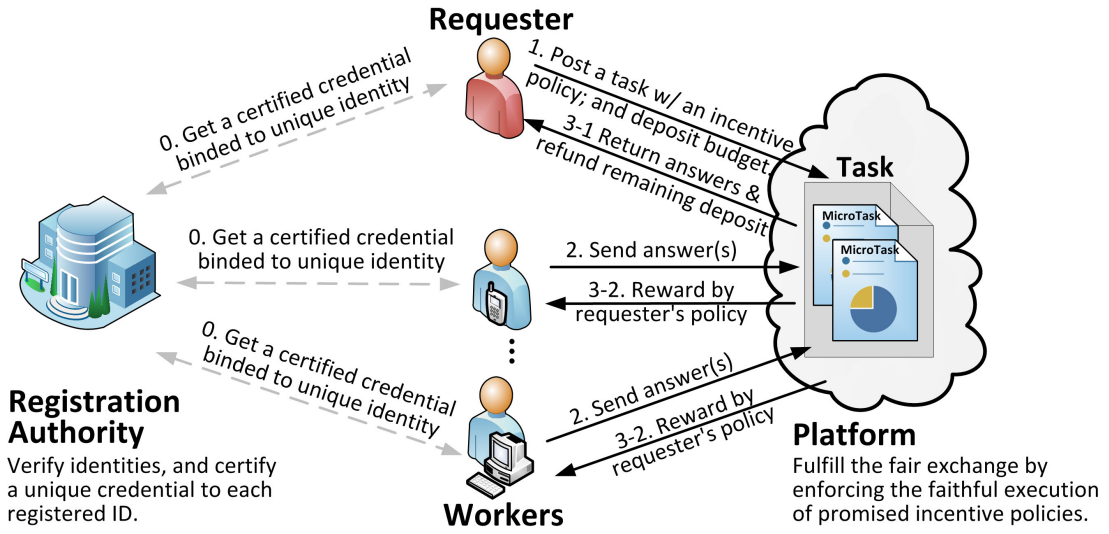 Requester
0. Get a certified credential
binded to unique identity
1. Post a task w/ an incentive
policy; and deposit budget.
3-1 Return answers &
refund remaining deposit
Task
MicroTask
MicroTask
0. Get a certified credential
binded to unique identity
2. Send answer(s)
3-2. Reward by
requester's policy
0. Get a certified credential
binded to unique identity
2. Send answer(s)
3-2. Reward by
requester's policy
Registration
Authority
Verify identities, and certify
a unique credential to each
registered ID.
Workers
Platform
Fulfill the fair exchange by
enforcing the faithful execution
of promised incentive policies.